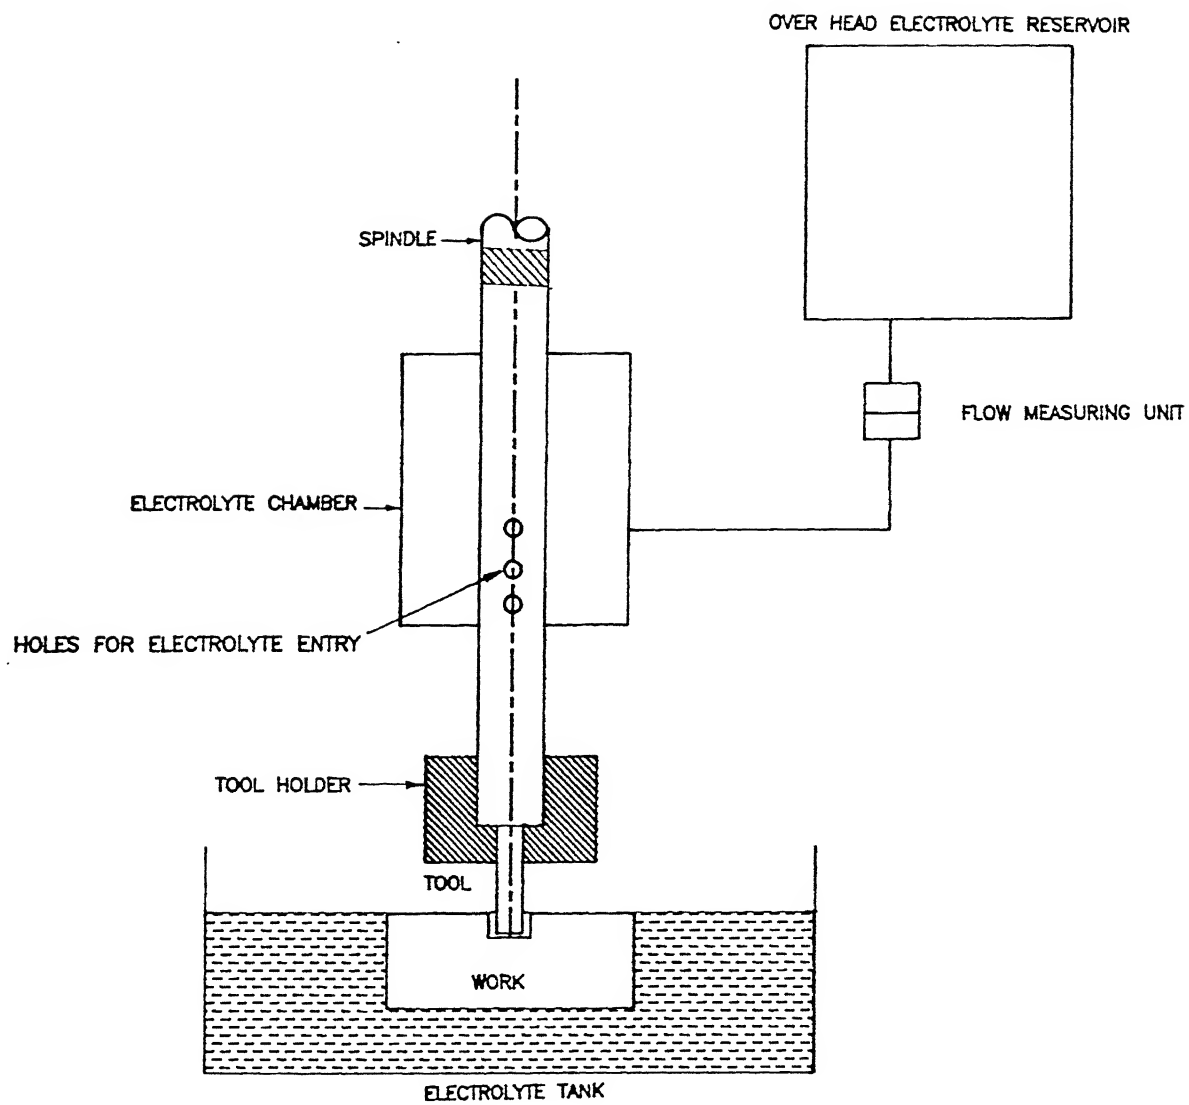 OVER HEAD ELECTROLYTE RESERVOIR
SPINDLE
FLOW MEASURING UNIT
ELECTROLYTE CHAMBER
HOLES FOR ELECTROLYTE ENTRY
TOOL HOLDER
TOOL
WORK
ELECTROLYTE TANK